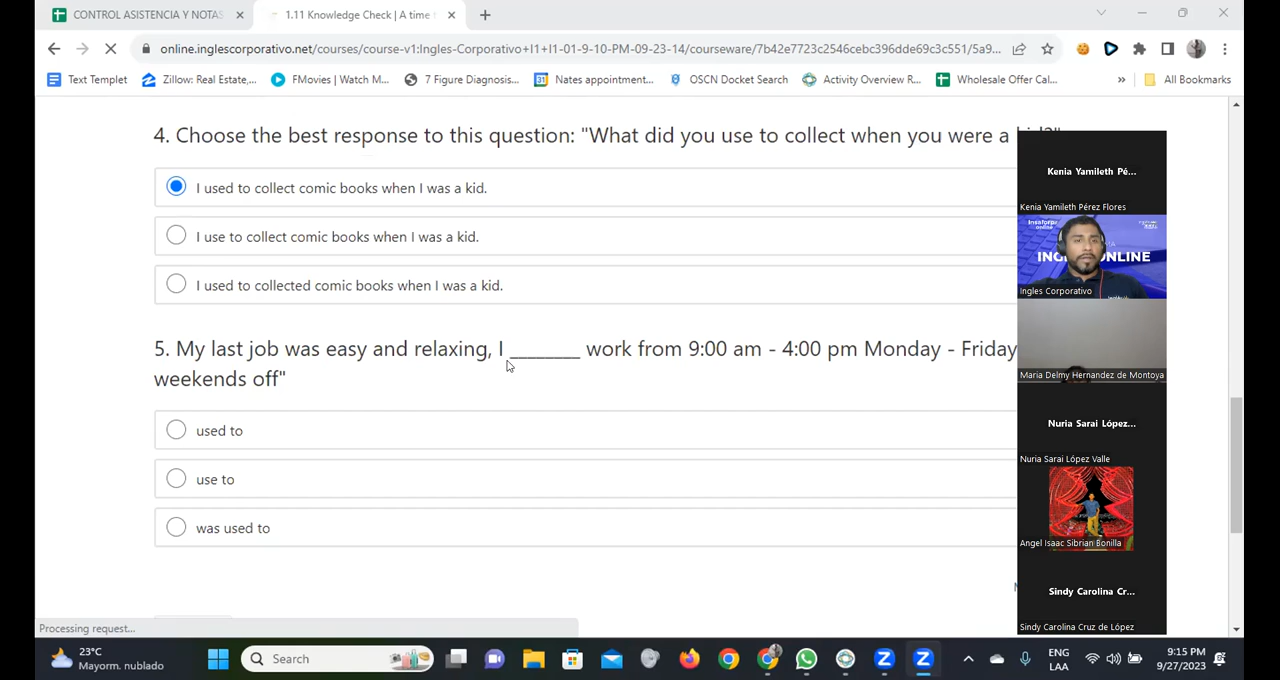 CONTROL ASISTENCIA Y NOTAS
1.11 Knowledge Check | A time t
online.inglescorporativo.net/courses/course-v1:Ingles-Corporativo+I1+I1-01-9-10-PM-09-23-14/courseware/7b42e7723c2546cebc396dde69c3c551/5a9...
Text Templet
Zillow: Real Estate,...
FMovies | Watch M...
7 Figure Diagnosis...
Nates appointment...
OSCN Docket Search
Activity Overview R...
Wholesale Offer Cal...
»
All Bookmarks
4. Choose the best response to this question: "What did you use to collect when you were a kid?"
I used to collect comic books when I was a kid.
I use to collect comic books when I was a kid.
I used to collected comic books when I was a kid.
5. My last job was easy and relaxing, I ________ work from 9:00 am - 4:00 pm Monday - Friday
weekends off"
used to
use to
was used to
Kenia Yamileth Pé...
Kenia Yamileth Pérez Flores
INGLES ONLINE
Ingles Corporativo
Maria Delmy Hernandez de Montoya
Nuria Sarai López...
Nuria Sarai López Valle
Angel Isaac Sibrian Bonilla
Sindy Carolina Cr...
Sindy Carolina Cruz de López
Processing request...
23°C
Mayorm. nublado
Search
ENG
LAA
9:15 PM
9/27/2023